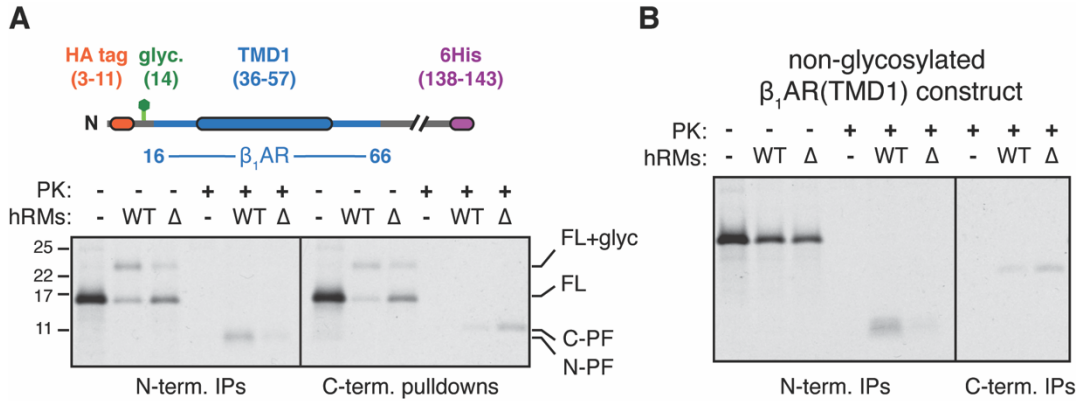 A
HA tag glyc. TMD1 6His
(3-11) (14) (36-57) (138-143)
N
16 β₁AR 66
PK: - - - + + + - - - + + +
hRMs: - WT Δ - WT Δ - WT Δ - WT Δ
25
22
17
11
FL+glyc
FL
C-PF
N-PF
N-term. IPs C-term. pulldowns
B
non-glycosylated
β₁AR(TMD1) construct
PK: - - - + + + + + +
hRMs: - WT Δ - WT Δ - WT Δ
N-term. IPs C-term. IPs